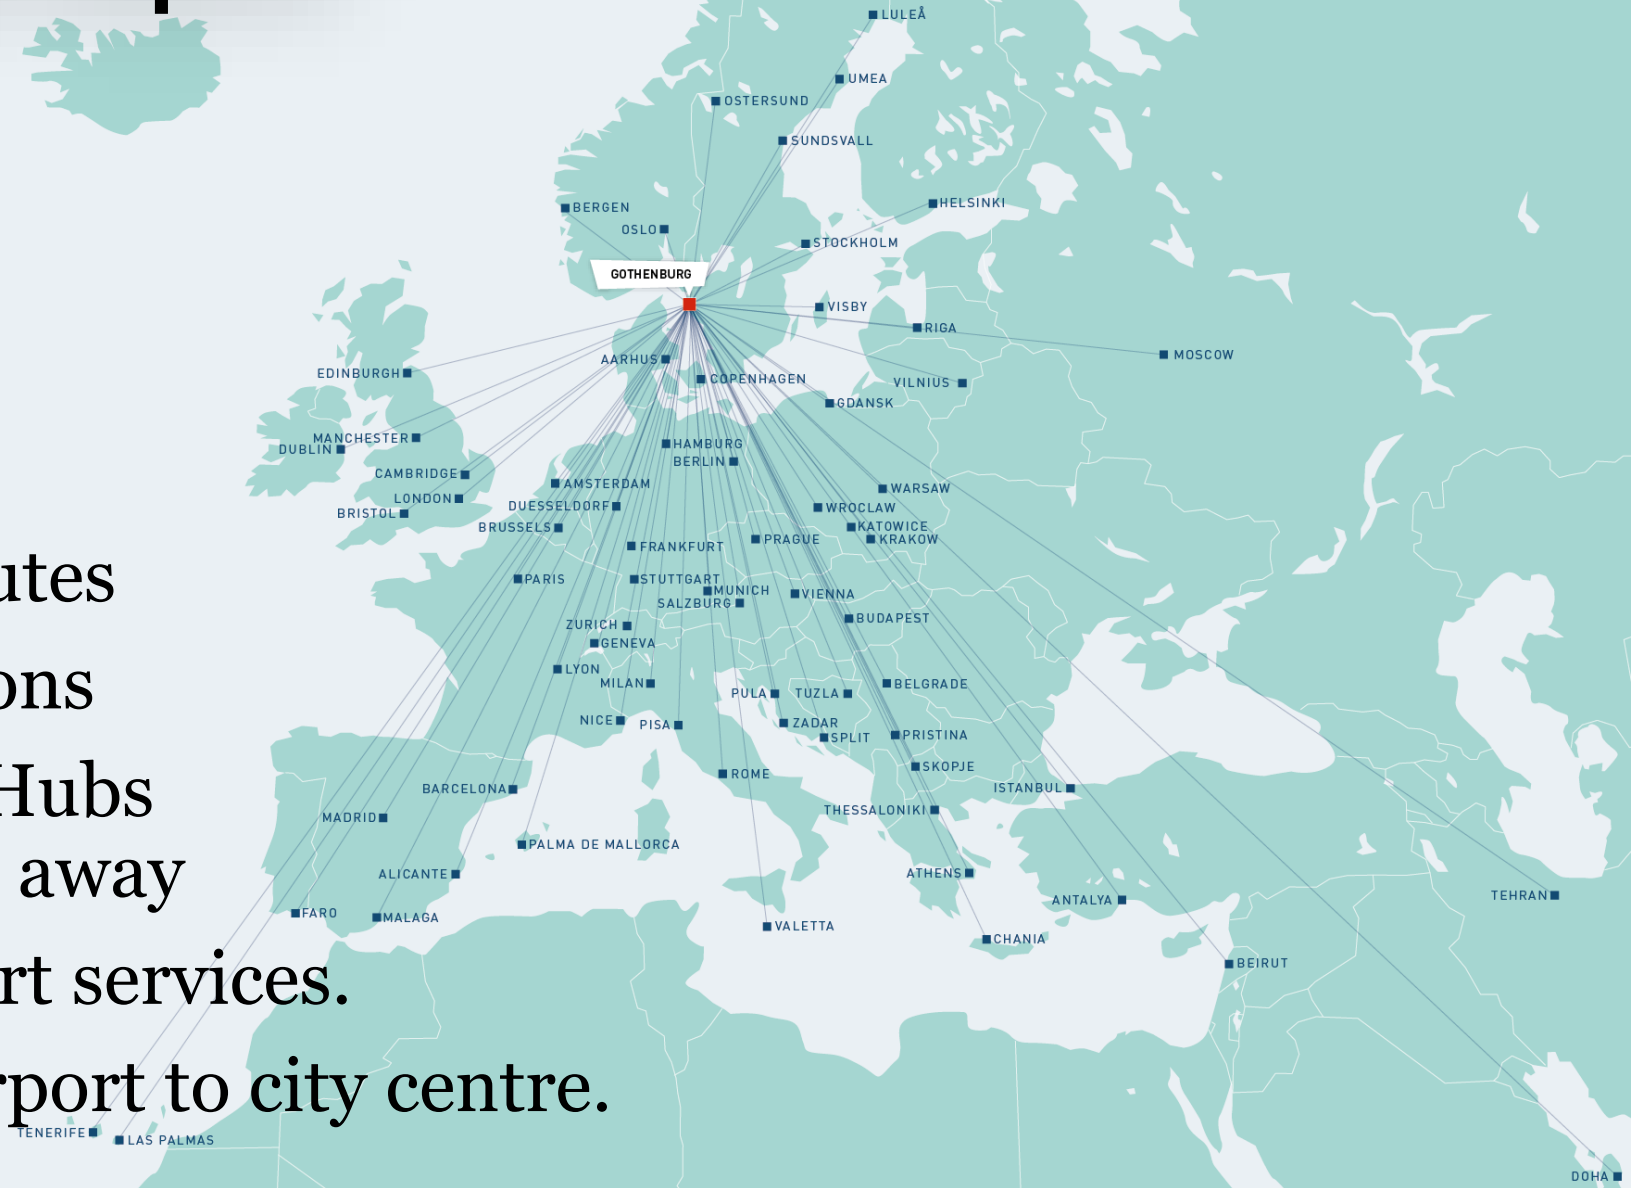 LULEÅ
UMEA
OSTERSUND
SUNDSVALL
HELSINKI
BERGEN
OSLO
STOCKHOLM
GOTHENBURG
VISBY
RIGA
MOSCOW
AARHUS
EDINBURGH
COPENHAGEN
VILNIUS
GDANSK
MANCHESTER
DUBLIN
HAMBURG
BERLIN
CAMBRIDGE
AMSTERDAM
WARSAW
LONDON
DUESSELDORF
WROCLAW
BRISTOL
BRUSSELS
KATOWICE
PRAGUE
KRAKOW
FRANKFURT
utes
PARIS
STUTTGART
MUNICH
VIENNA
SALZBURG
BUDAPEST
ZURICH
GENEVA
LYON
MILAN
BELGRADE
ons
PULA
TUZLA
NICE
PISA
ZADAR
SPLIT
PRISTINA
SKOPJE
ROME
Hubs
BARCELONA
ISTANBUL
THESSALONIKI
MADRID
PALMA DE MALLORCA
away
ALICANTE
ATHENS
TEHRAN
ANTALYA
FARO
MALAGA
VALETTA
CHANIA
BEIRUT
rt services.
rport to city centre.
TENERIFE
LAS PALMAS
DOHA